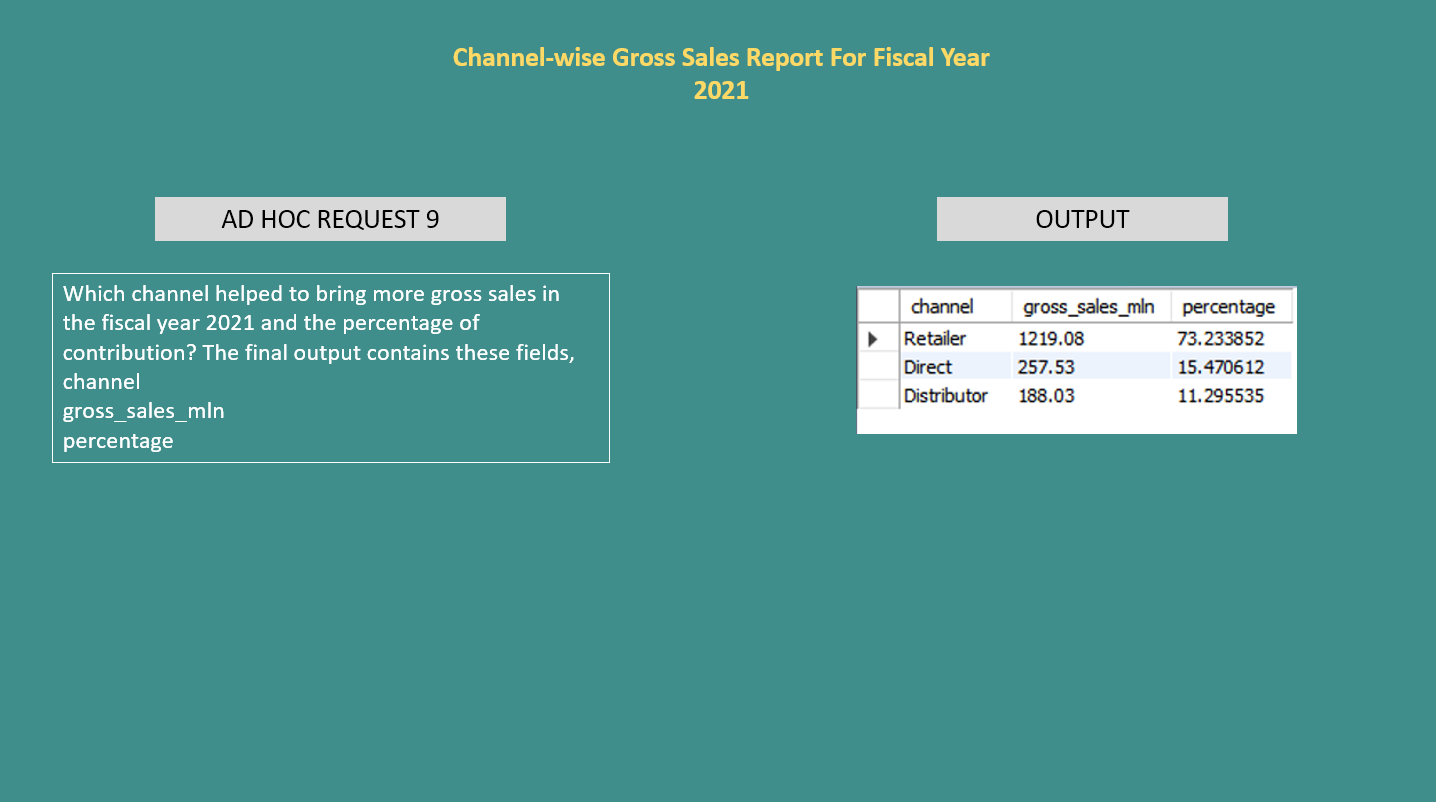 Channel-wise Gross Sales Report For Fiscal Year
2021
AD HOC REQUEST 9
Which channel helped to bring more gross sales in
the fiscal year 2021 and the percentage of
contribution? The final output contains these fields,
channel
gross_sales_mln
percentage
OUTPUT
channel gross_sales_mln percentage
Retailer 1219.08 73.233852
Direct 257.53 15.470612
Distributor 188.03 11.295535